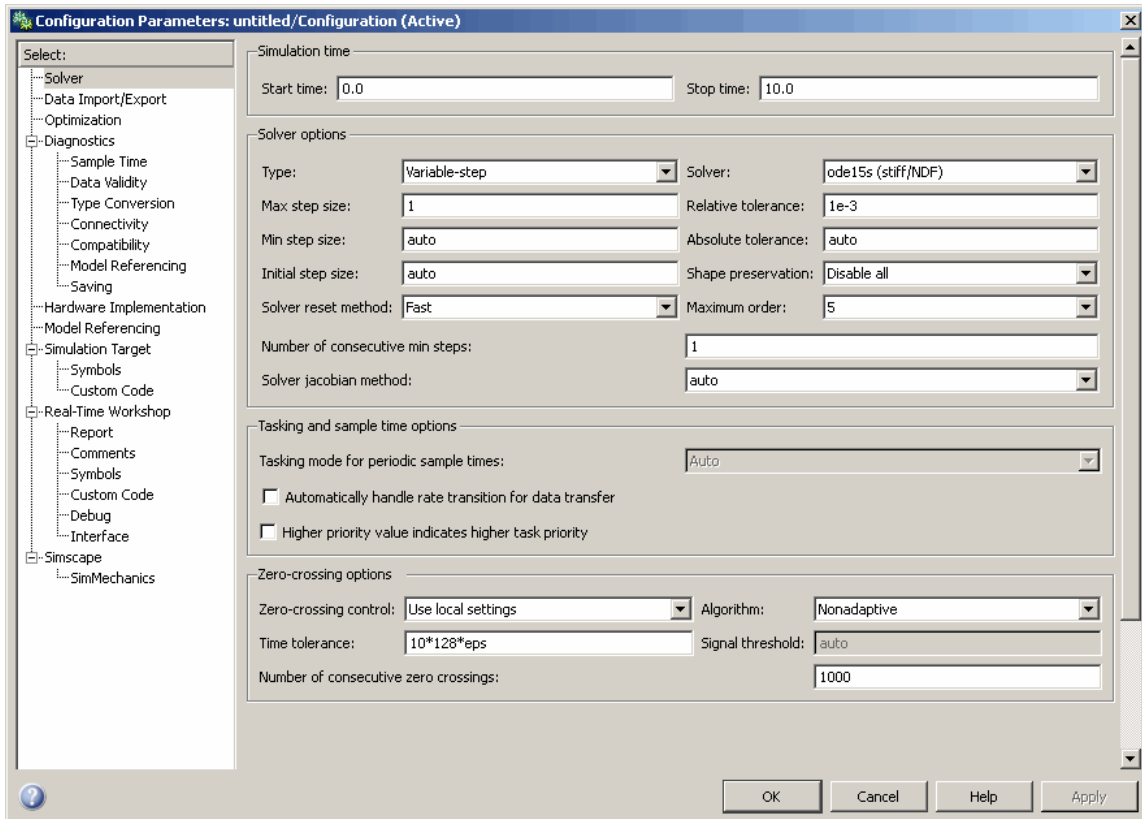 Configuration Parameters: untitled/Configuration (Active)
Select:
Solver
Data Import/Export
Optimization
Diagnostics
Sample Time
Data Validity
Type Conversion
Connectivity
Compatibility
Model Referencing
Saving
Hardware Implementation
Model Referencing
Simulation Target
Symbols
Custom Code
Real-Time Workshop
Report
Comments
Symbols
Custom Code
Debug
Interface
Simscape
SimMechanics
Simulation time
Start time: 0.0 Stop time: 10.0
Solver options
Type: Variable-step Solver: ode15s (stiff/NDF)
Max step size: 1 Relative tolerance: 1e-3
Min step size: auto Absolute tolerance: auto
Initial step size: auto Shape preservation: Disable all
Solver reset method: Fast Maximum order: 5
Number of consecutive min steps: 1
Solver jacobian method: auto
Tasking and sample time options
Tasking mode for periodic sample times: Auto
Automatically handle rate transition for data transfer
Higher priority value indicates higher task priority
Zero-crossing options
Zero-crossing control: Use local settings Algorithm: Nonadaptive
Time tolerance: 10*128*eps Signal threshold: auto
Number of consecutive zero crossings: 1000
OK Cancel Help Apply